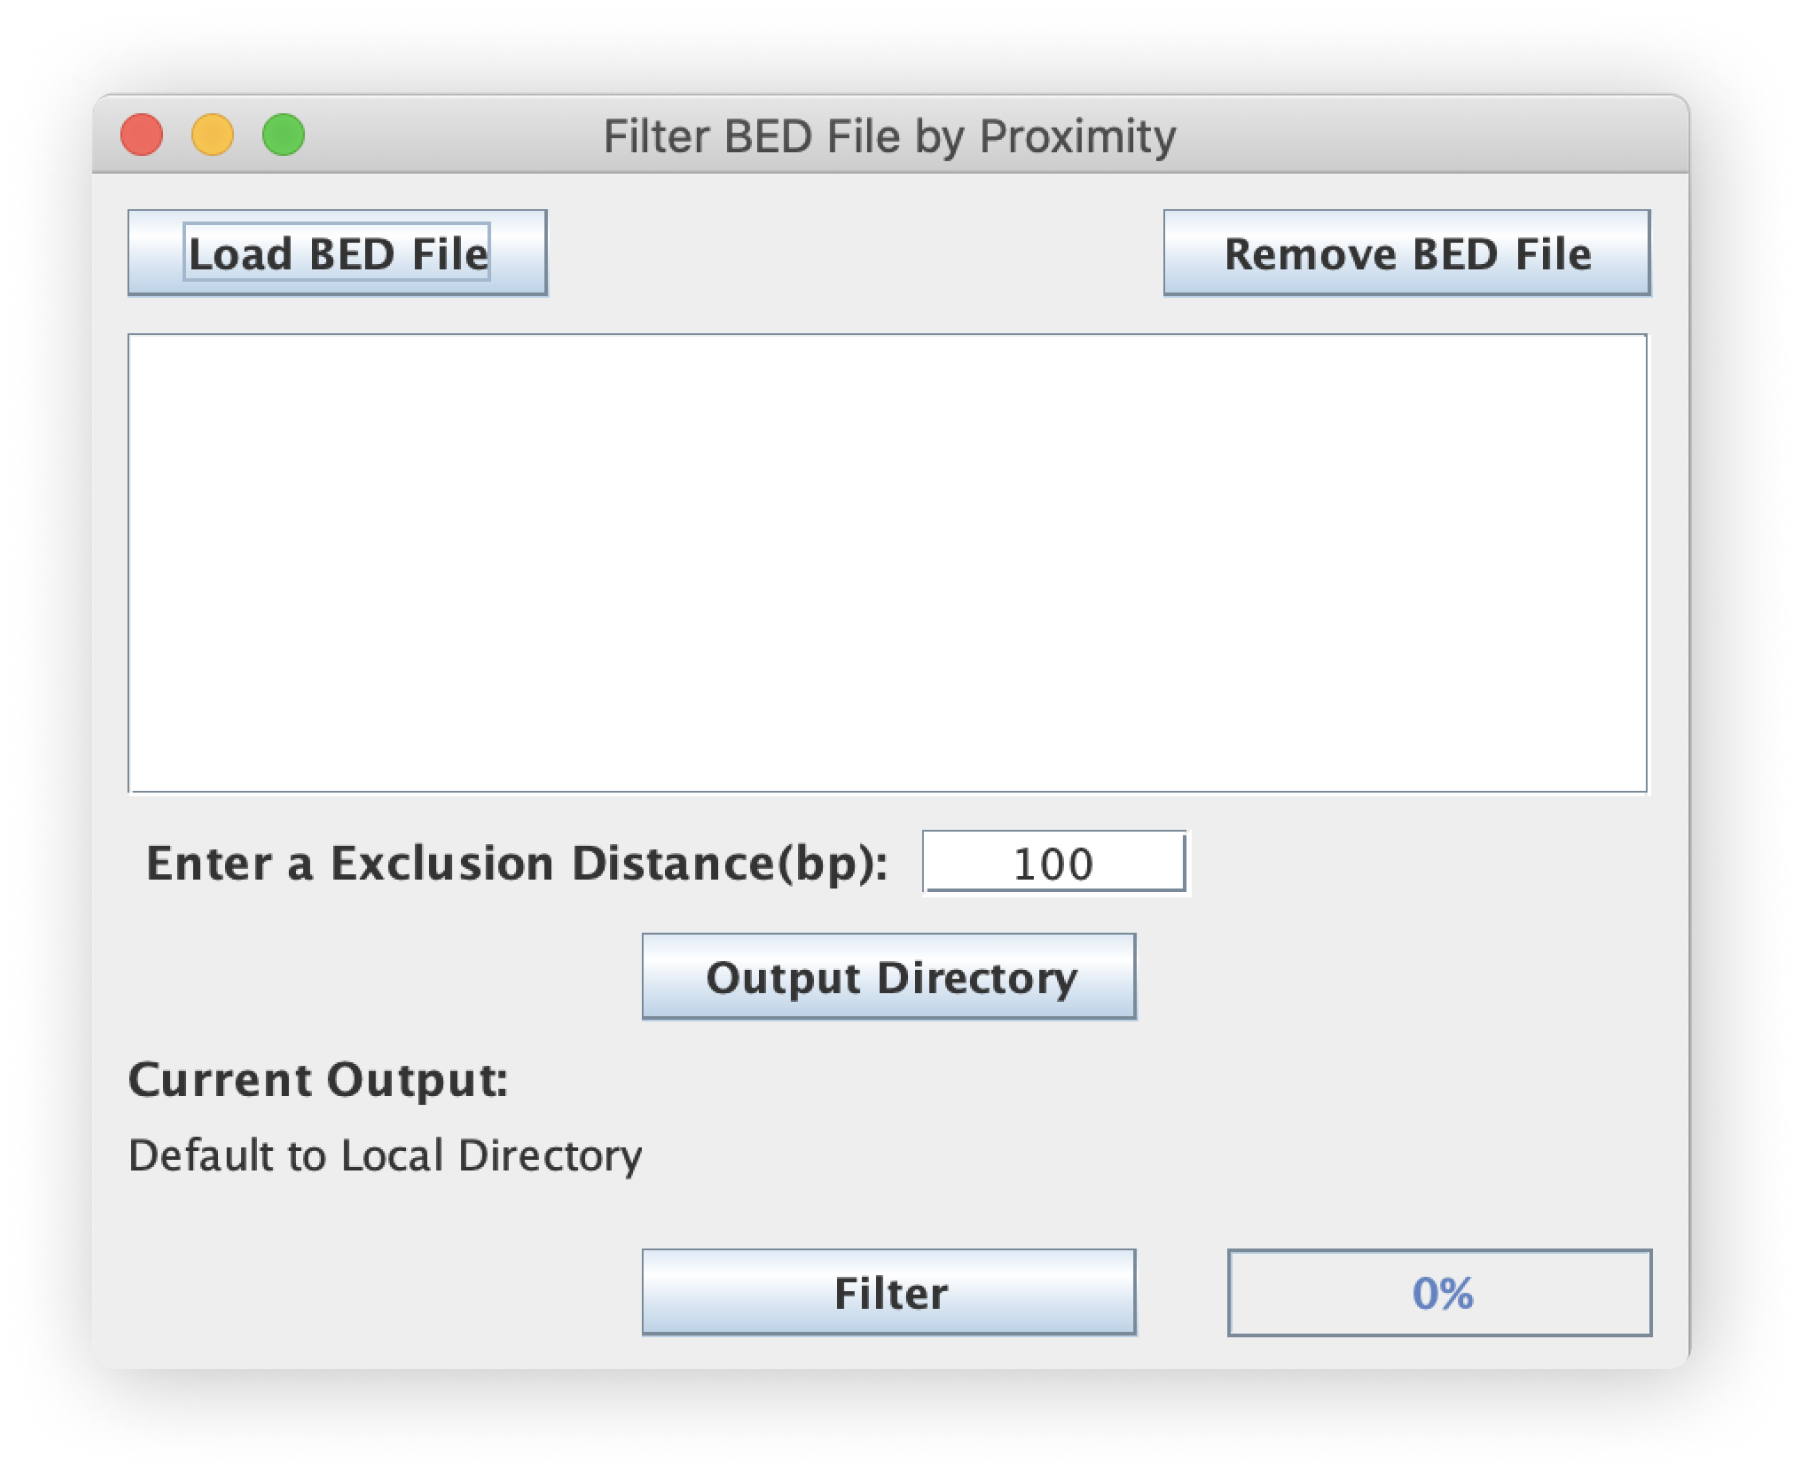 Filter BED File by Proximity
Load BED File
Remove BED File
Enter a Exclusion Distance(bp): 100
Output Directory
Current Output:
Default to Local Directory
Filter
0%